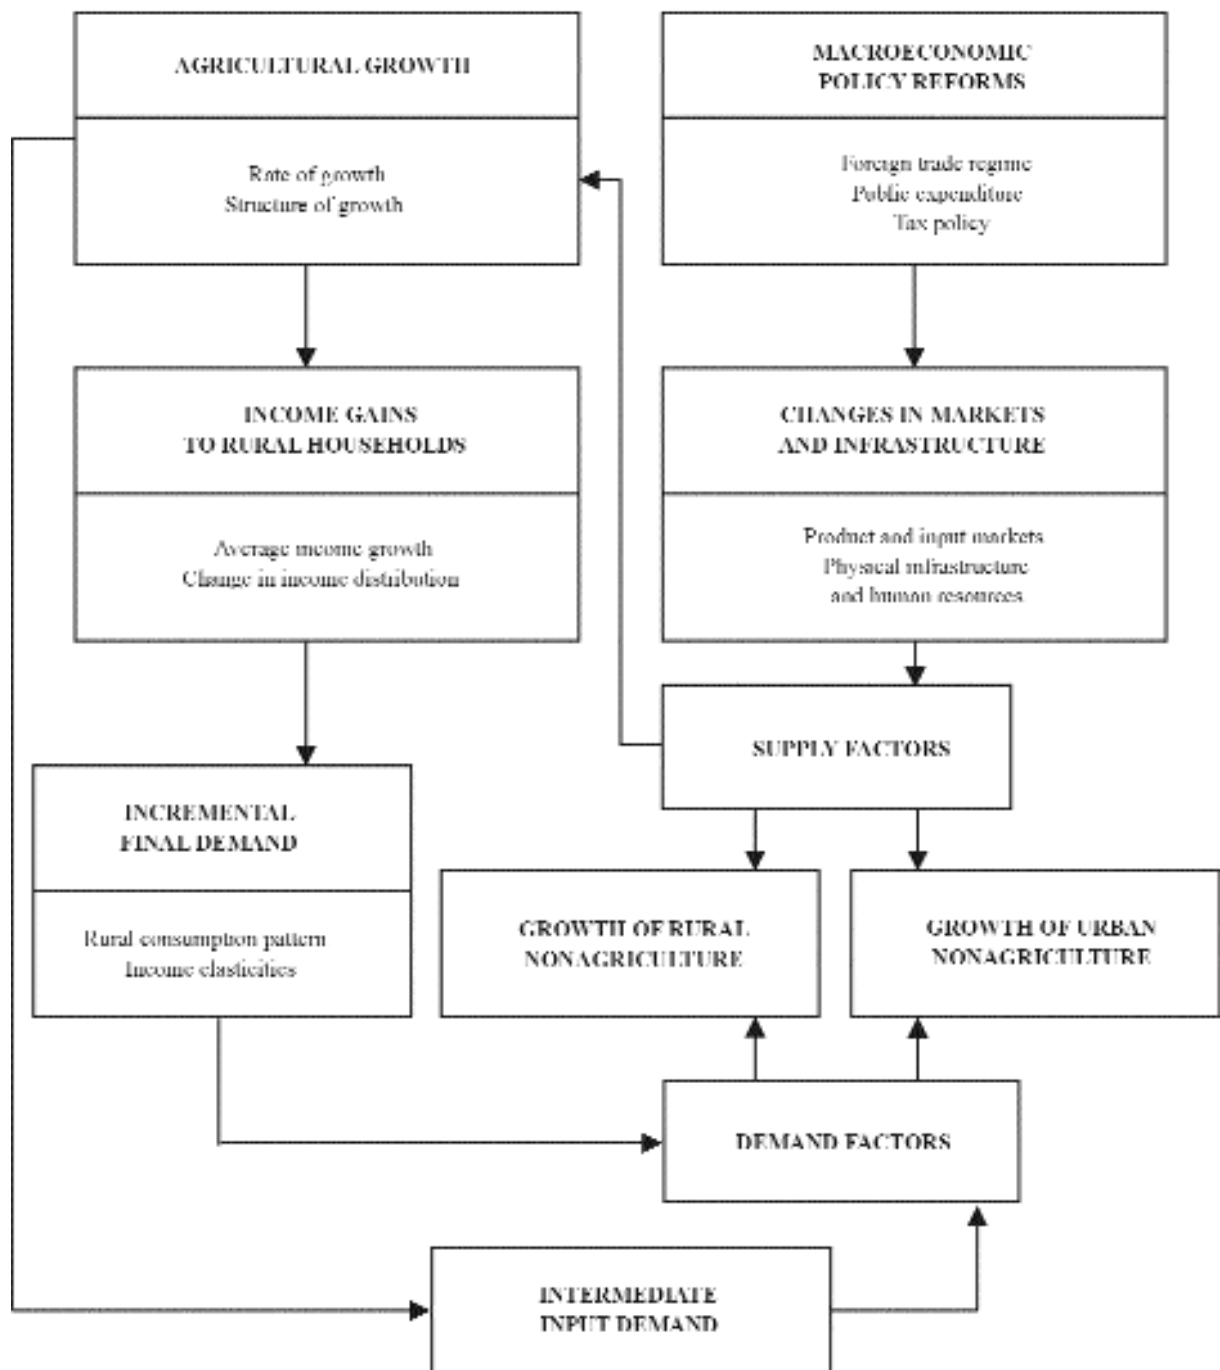 AGRICULTURAL GROWTH
Rate of growth
Structure of growth
MACROECONOMIC
POLICY REFORMS
Foreign trade regime
Public expenditure
Tax policy
INCOME GAINS
TO RURAL HOUSEHOLDS
Average income growth
Change in income distribution
CHANGES IN MARKETS
AND INFRASTRUCTURE
Product and input markets
Physical infrastructure
and human resources
SUPPLY FACTORS
INCREMENTAL
FINAL DEMAND
Rural consumption pattern
Income elasticities
GROWTH OF RURAL
NONAGRICULTURE
GROWTH OF URBAN
NONAGRICULTURE
DEMAND FACTORS
INTERMEDIATE
INPUT DEMAND